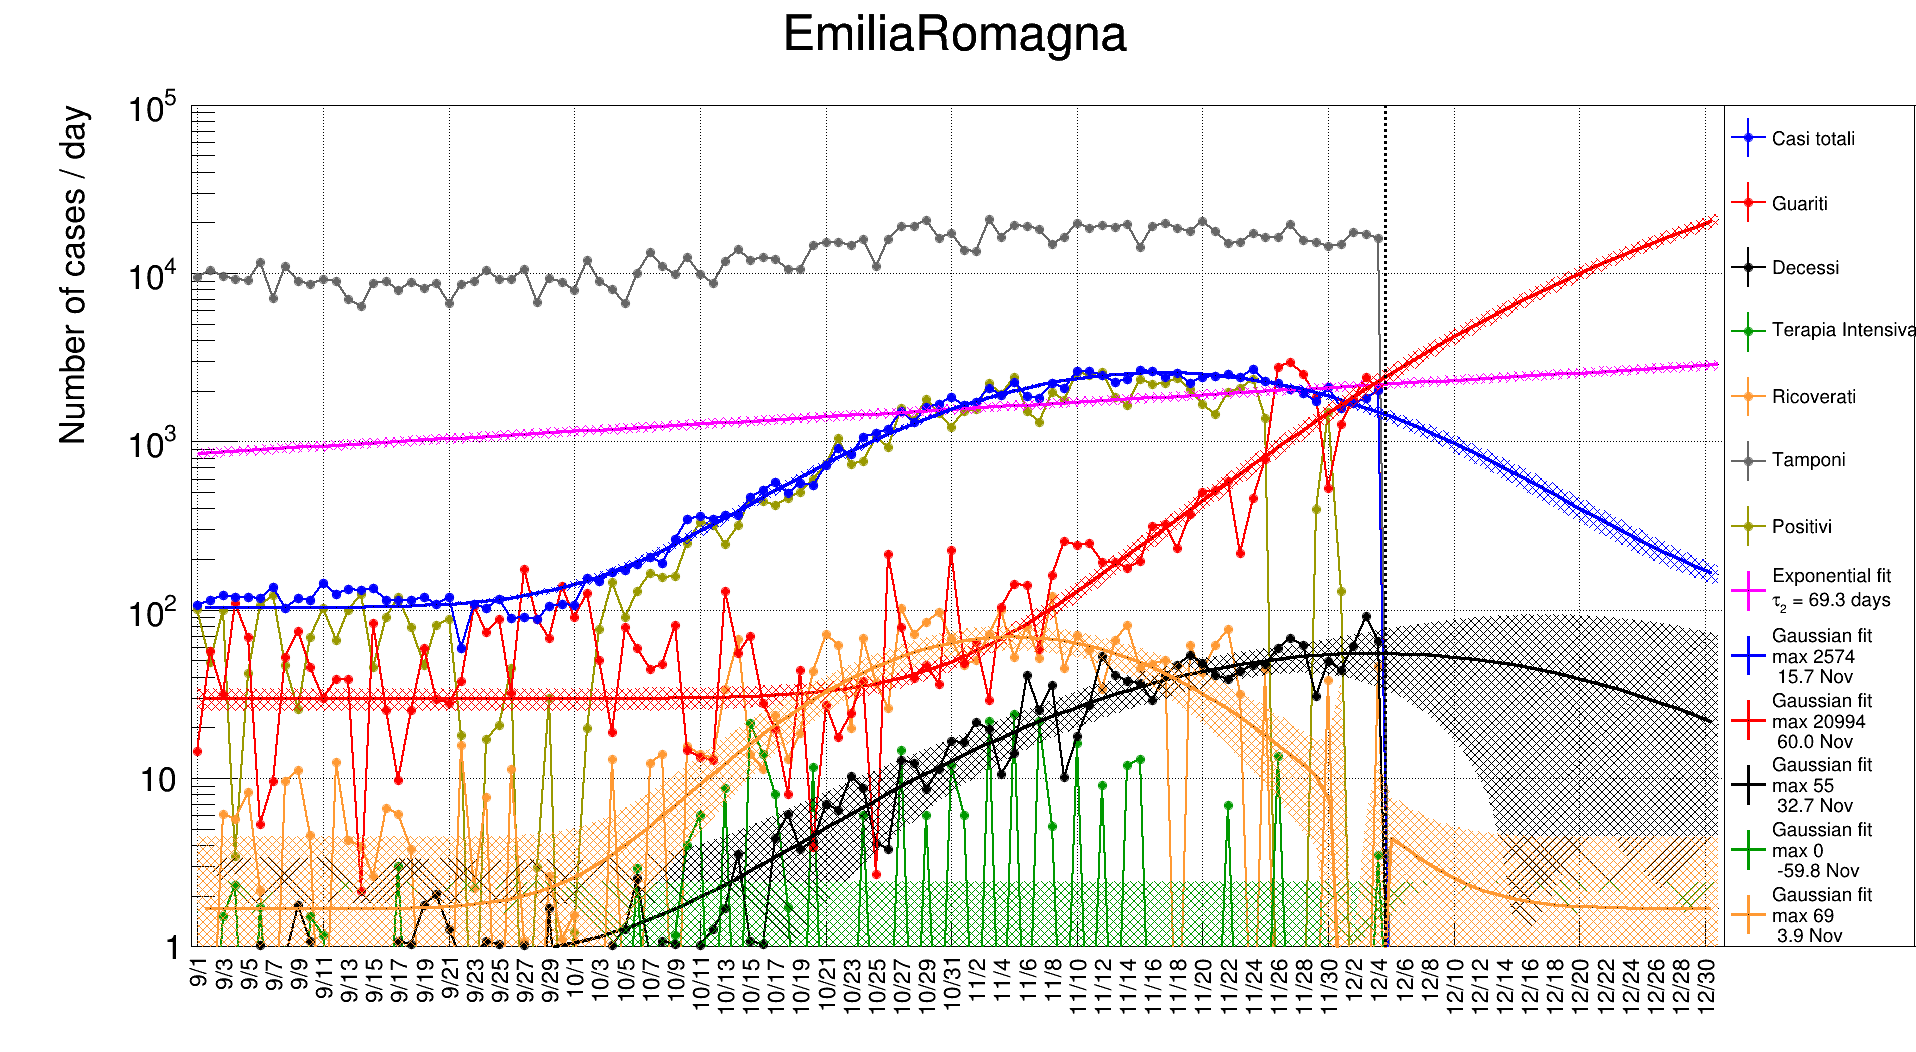 EmiliaRomagna
Number of cases / day
10^5
10^4
10^3
10^2
10
1
9/1
9/3
9/5
9/7
9/9
9/11
9/13
9/15
9/17
9/19
9/21
9/23
9/25
9/27
9/29
10/1
10/3
10/5
10/7
10/9
10/11
10/13
10/15
10/17
10/19
10/21
10/23
10/25
10/27
10/29
10/31
11/2
11/4
11/6
11/8
11/10
11/12
11/14
11/16
11/18
11/20
11/22
11/24
11/26
11/28
11/30
12/2
12/4
12/6
12/8
12/10
12/12
12/14
12/16
12/18
12/20
12/22
12/24
12/26
12/28
12/30
Casi totali
Guariti
Decessi
Terapia Intensiva
Ricoverati
Tamponi
Positivi
Exponential fit
τ₂ = 69.3 days
Gaussian fit
max 2574
15.7 Nov
Gaussian fit
max 20994
60.0 Nov
Gaussian fit
max 55
32.7 Nov
Gaussian fit
max 0
-59.8 Nov
Gaussian fit
max 69
3.9 Nov